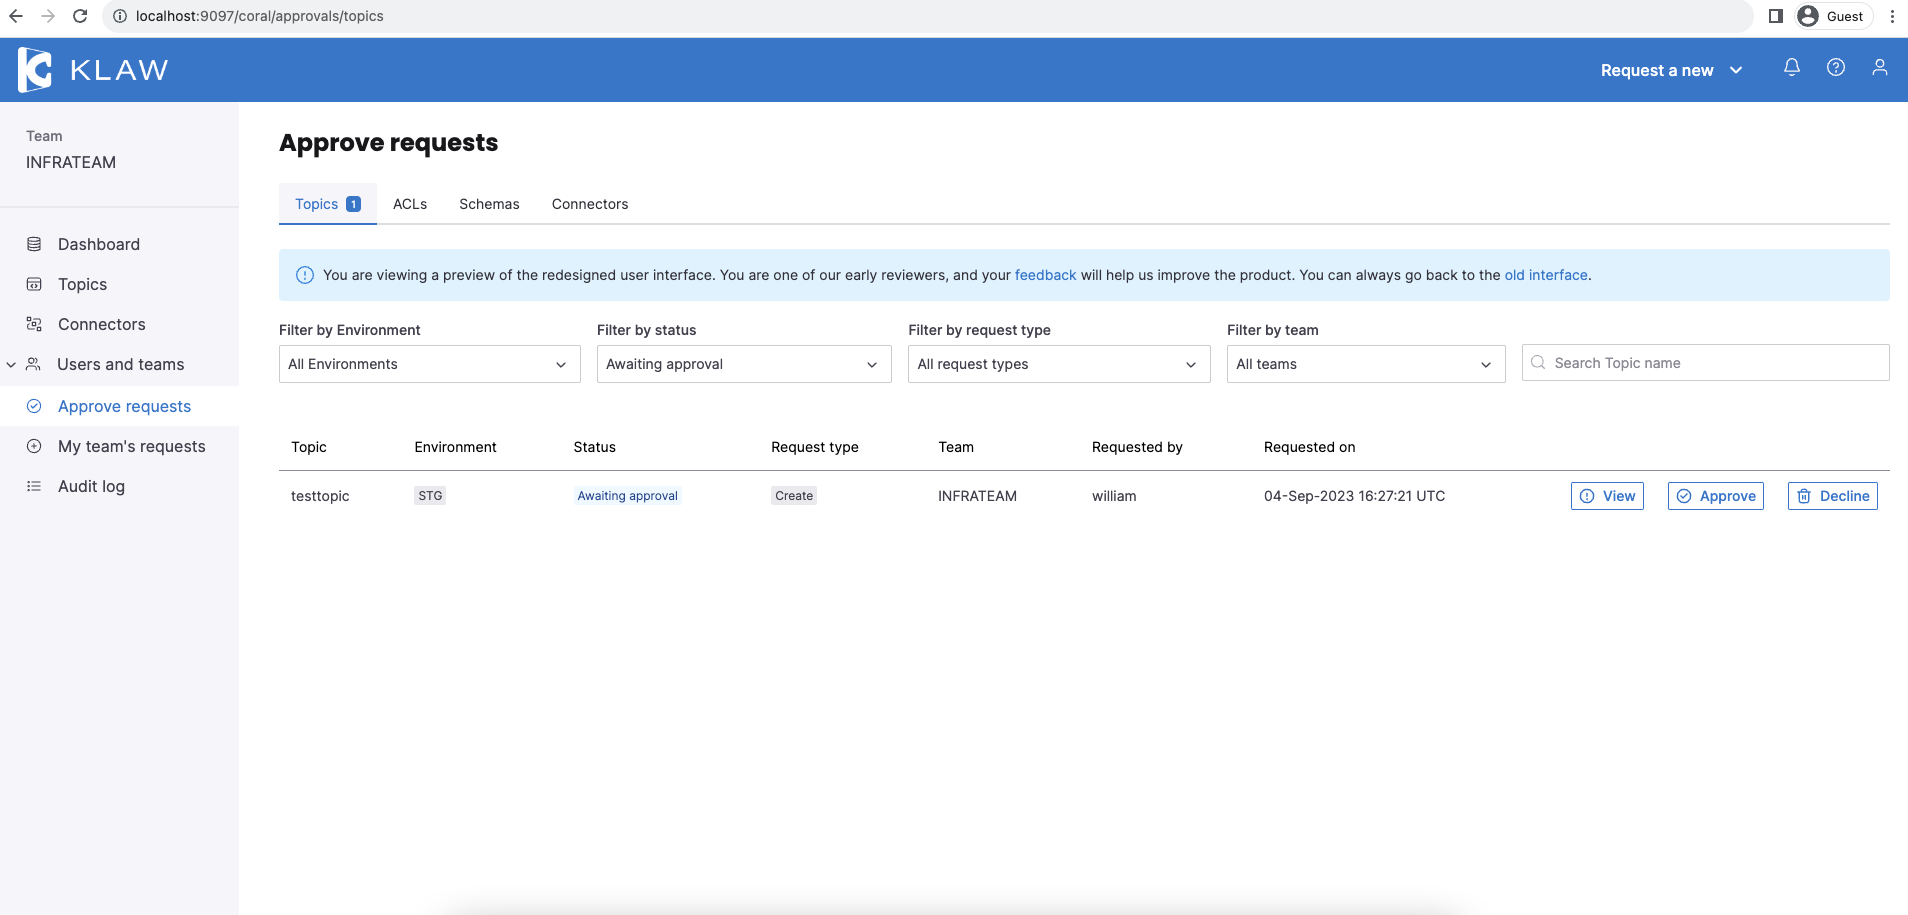 localhost:9097/coral/approvals/topics
Guest
KLAW
Request a new
Team
INFRATEAM
Dashboard
Topics
Connectors
Users and teams
Approve requests
My team's requests
Audit log
Approve requests
Topics 1 ACLs Schemas Connectors
You are viewing a preview of the redesigned user interface. You are one of our early reviewers, and your feedback will help us improve the product. You can always go back to the old interface.
Filter by Environment Filter by status Filter by request type Filter by team
All Environments Awaiting approval All request types All teams Search Topic name
Topic Environment Status Request type Team Requested by Requested on
testtopic STG Awaiting approval Create INFRATEAM william 04-Sep-2023 16:27:21 UTC View Approve Decline